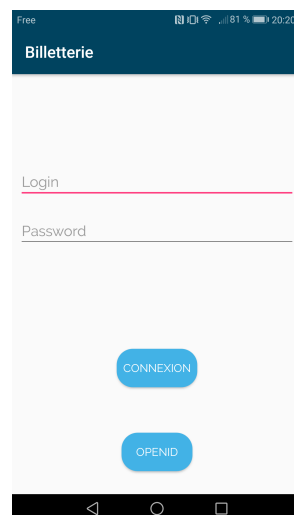 Free 81 % 20:20
Billetterie
Login
Password
CONNEXION
OPENID